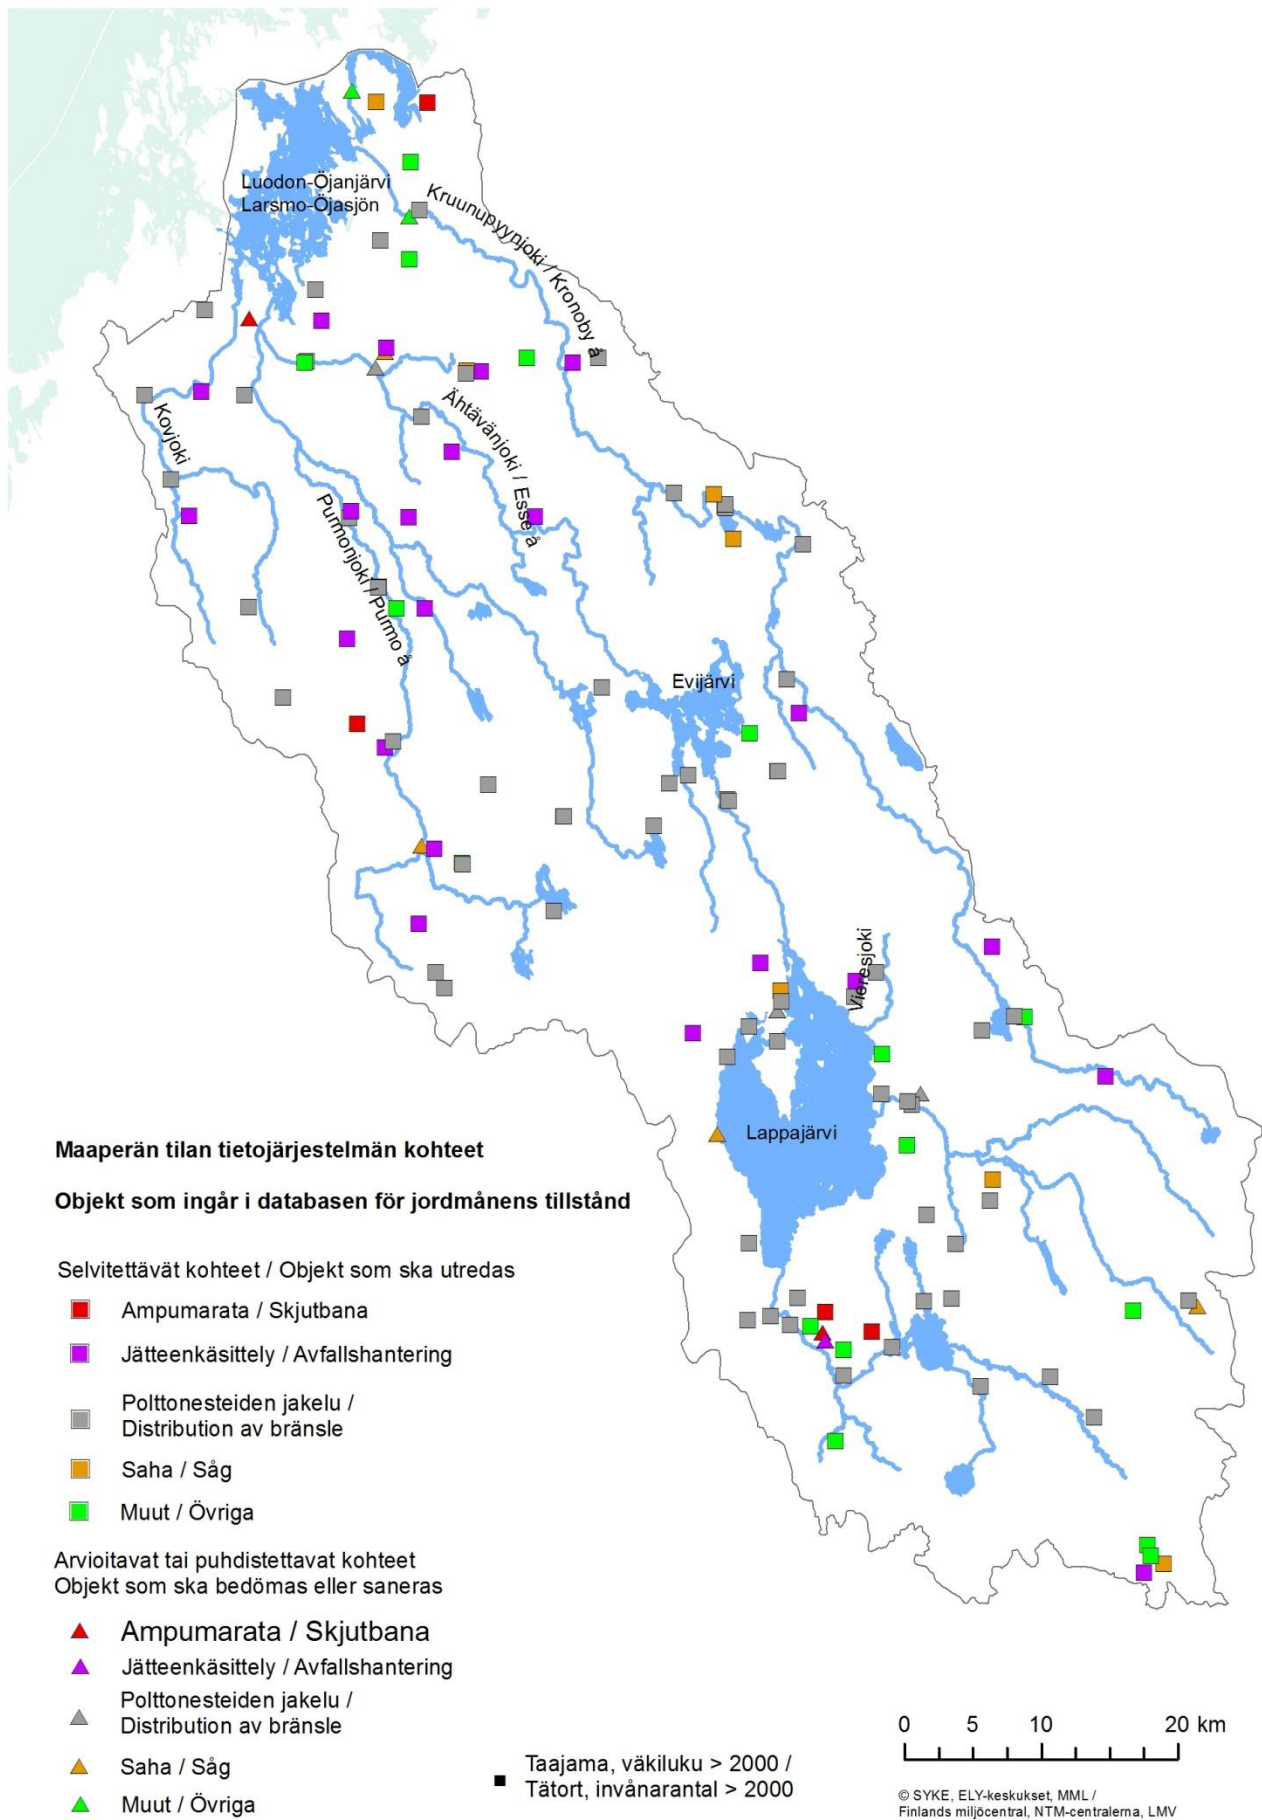 Luodon-Öjanjärvi
Larsmo-Öjasjön
Kruunupyynjoki / Kronoby å
Kovjoki
Ähtävänjoki / Esse å
Purmonjoki / Purmo å
Evijärvi
Vieresjoki
Lappajärvi
Maaperän tilan tietojärjestelmän kohteet
Objekt som ingår i databasen för jordmånens tillstånd
Selvitettävät kohteet / Objekt som ska utredas
Ampumarata / Skjutbana
Jätteenkäsittely / Avfallshantering
Polttonesteiden jakelu /
Distribution av bränsle
Saha / Såg
Muut / Övriga
Arvioitavat tai puhdistettavat kohteet
Objekt som ska bedömas eller saneras
Ampumarata / Skjutbana
Jätteenkäsittely / Avfallshantering
Polttonesteiden jakelu /
Distribution av bränsle
Saha / Såg
Muut / Övriga
Taajama, väkiluku > 2000 /
Tätort, invånarantal > 2000
0 5 10 20 km
© SYKE, ELY-keskukset, MML /
Finlands miljöcentral, NTM-centralerna, LMV